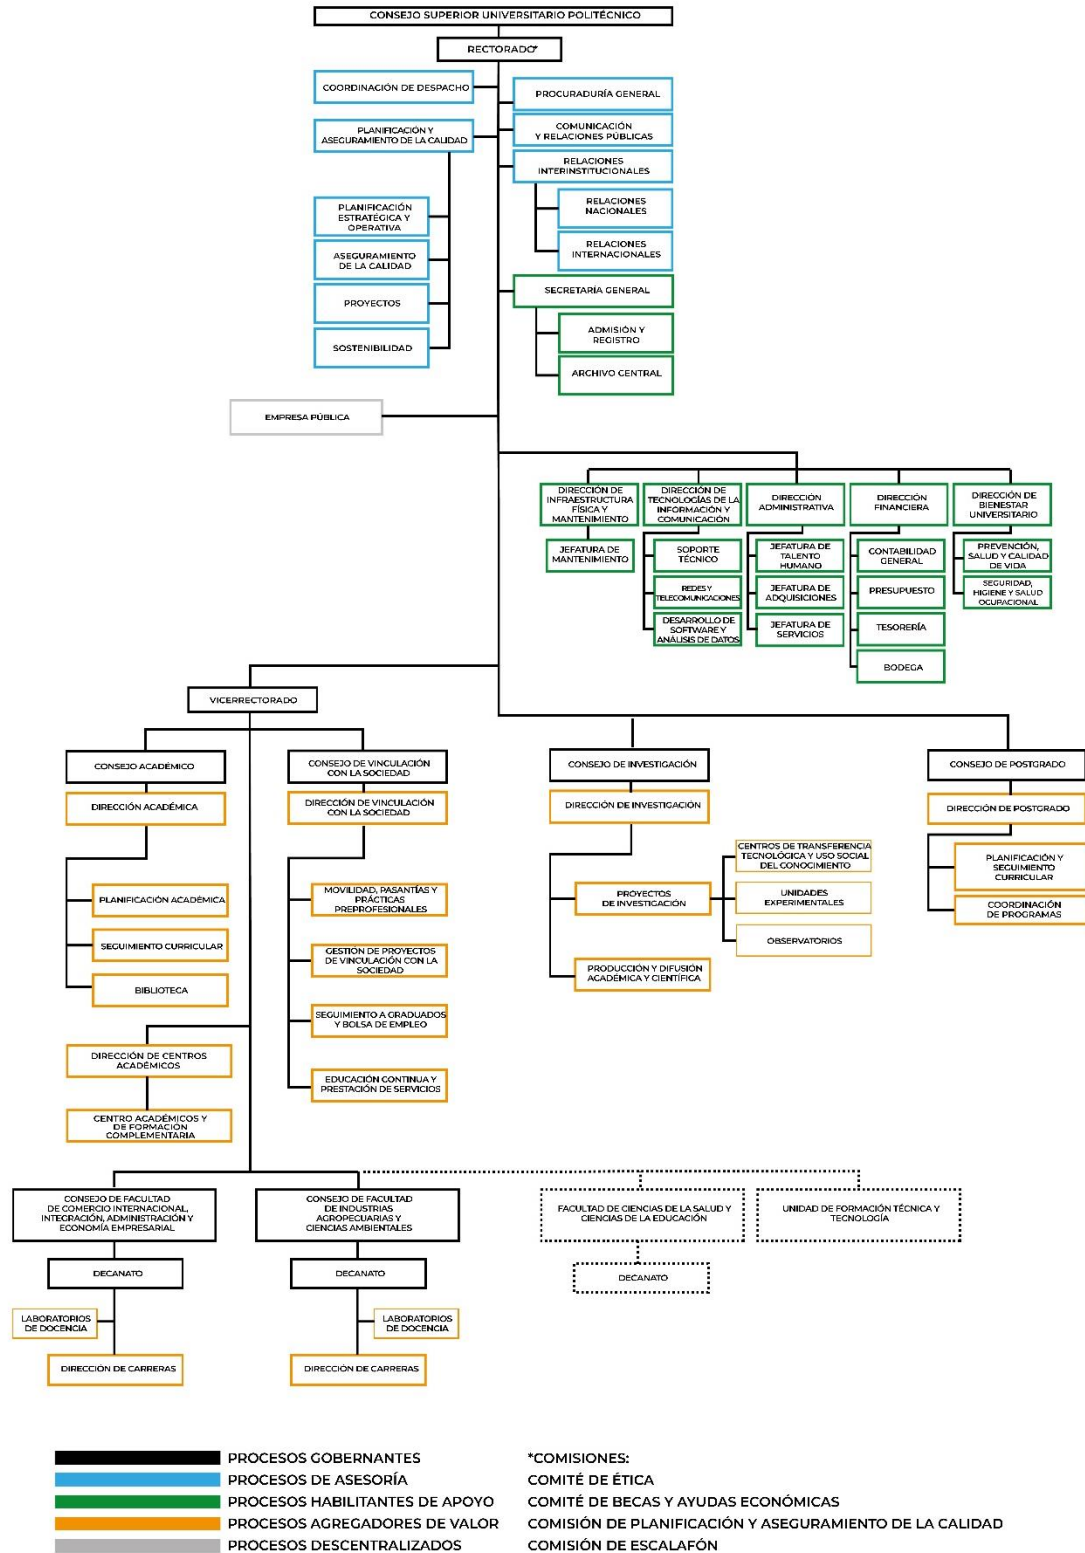 CONSEJO SUPERIOR UNIVERSITARIO POLITÉCNICO
RECTORADO*
COORDINACIÓN DE DESPACHO
PROCURADURÍA GENERAL
PLANIFICACIÓN Y
ASEGURAMIENTO DE LA CALIDAD
COMUNICACIÓN
Y RELACIONES PÚBLICAS
RELACIONES
INTERINSTITUCIONALES
PLANIFICACIÓN
ESTRATÉGICA Y
OPERATIVA
RELACIONES
NACIONALES
ASEGURAMIENTO
DE LA CALIDAD
RELACIONES
INTERNACIONALES
PROYECTOS
SECRETARÍA GENERAL
SOSTENIBILIDAD
ADMISIÓN Y
REGISTRO
ARCHIVO CENTRAL
EMPRESA PÚBLICA
DIRECCIÓN DE
INFRAESTRUCTURA
FÍSICA Y
MANTENIMIENTO
DIRECCIÓN DE
TECNOLOGÍAS DE LA
INFORMACIÓN Y
COMUNICACIÓN
DIRECCIÓN
ADMINISTRATIVA
DIRECCIÓN
FINANCIERA
DIRECCIÓN DE
BIENESTAR
UNIVERSITARIO
JEFATURA DE
MANTENIMIENTO
SOPORTE
TÉCNICO
JEFATURA DE
TALENTO
HUMANO
CONTABILIDAD
GENERAL
PREVENCIÓN,
SALUD Y CALIDAD
DE VIDA
REDES Y
TELECOMUNICACIONES
JEFATURA DE
ADQUISICIONES
PRESUPUESTO
SEGURIDAD,
HIGIENE Y SALUD
OCUPACIONAL
DESARROLLO DE
SOFTWARE Y
ANÁLISIS DE DATOS
JEFATURA DE
SERVICIOS
TESORERÍA
BODEGA
VICERRECTORADO
CONSEJO ACADÉMICO
CONSEJO DE VINCULACIÓN
CON LA SOCIEDAD
CONSEJO DE INVESTIGACIÓN
CONSEJO DE POSTGRADO
DIRECCIÓN ACADÉMICA
DIRECCIÓN DE VINCULACIÓN
CON LA SOCIEDAD
DIRECCIÓN DE INVESTIGACIÓN
DIRECCIÓN DE POSTGRADO
CENTROS DE TRANSFERENCIA
TECNOLÓGICA Y USO SOCIAL
DEL CONOCIMIENTO
PLANIFICACIÓN Y
SEGUIMIENTO
CURRICULAR
PLANIFICACIÓN ACADÉMICA
MOVILIDAD, PASANTÍAS Y
PRÁCTICAS
PREPROFESIONALES
PROYECTOS
DE INVESTIGACIÓN
UNIDADES
EXPERIMENTALES
COORDINACIÓN
DE PROGRAMAS
SEGUIMIENTO CURRICULAR
GESTIÓN DE PROYECTOS
DE VINCULACIÓN CON LA
SOCIEDAD
OBSERVATORIOS
BIBLIOTECA
PRODUCCIÓN Y DIFUSIÓN
ACADÉMICA Y CIENTÍFICA
SEGUIMIENTO A GRADUADOS
Y BOLSA DE EMPLEO
DIRECCIÓN DE CENTROS
ACADÉMICOS
EDUCACIÓN CONTINUA Y
PRESTACIÓN DE SERVICIOS
CENTRO ACADÉMICOS Y
DE FORMACIÓN
COMPLEMENTARIA
CONSEJO DE FACULTAD
DE COMERCIO INTERNACIONAL,
INTEGRACIÓN, ADMINISTRACIÓN Y
ECONOMÍA EMPRESARIAL
CONSEJO DE FACULTAD
DE INDUSTRIAS
AGROPECUARIAS Y
CIENCIAS AMBIENTALES
FACULTAD DE CIENCIAS DE LA SALUD Y
CIENCIAS DE LA EDUCACIÓN
UNIDAD DE FORMACIÓN TÉCNICA Y
TECNOLOGÍA
DECANATO
DECANATO
DECANATO
LABORATORIOS
DE DOCENCIA
LABORATORIOS
DE DOCENCIA
DIRECCIÓN DE CARRERAS
DIRECCIÓN DE CARRERAS
PROCESOS GOBERNANTES
PROCESOS DE ASESORÍA
PROCESOS HABILITANTES DE APOYO
PROCESOS AGREGADORES DE VALOR
PROCESOS DESCENTRALIZADOS
*COMISIONES:
COMITÉ DE ÉTICA
COMITÉ DE BECAS Y AYUDAS ECONÓMICAS
COMISIÓN DE PLANIFICACIÓN Y ASEGURAMIENTO DE LA CALIDAD
COMISIÓN DE ESCALAFÓN